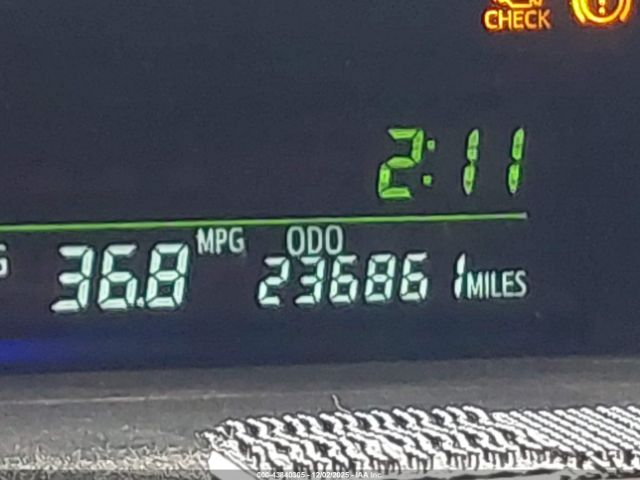 CHECK
2:11
MPG ODO
36.8 236861 MILES
000-43840305 - 12/02/2025 - IAA Inc.